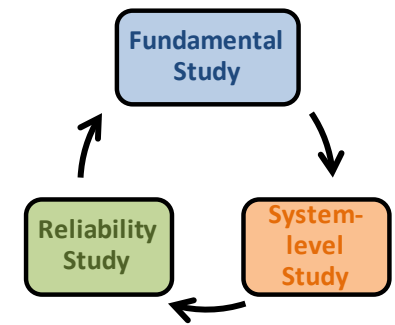 Fundamental
Study
System-
level
Study
Reliability
Study